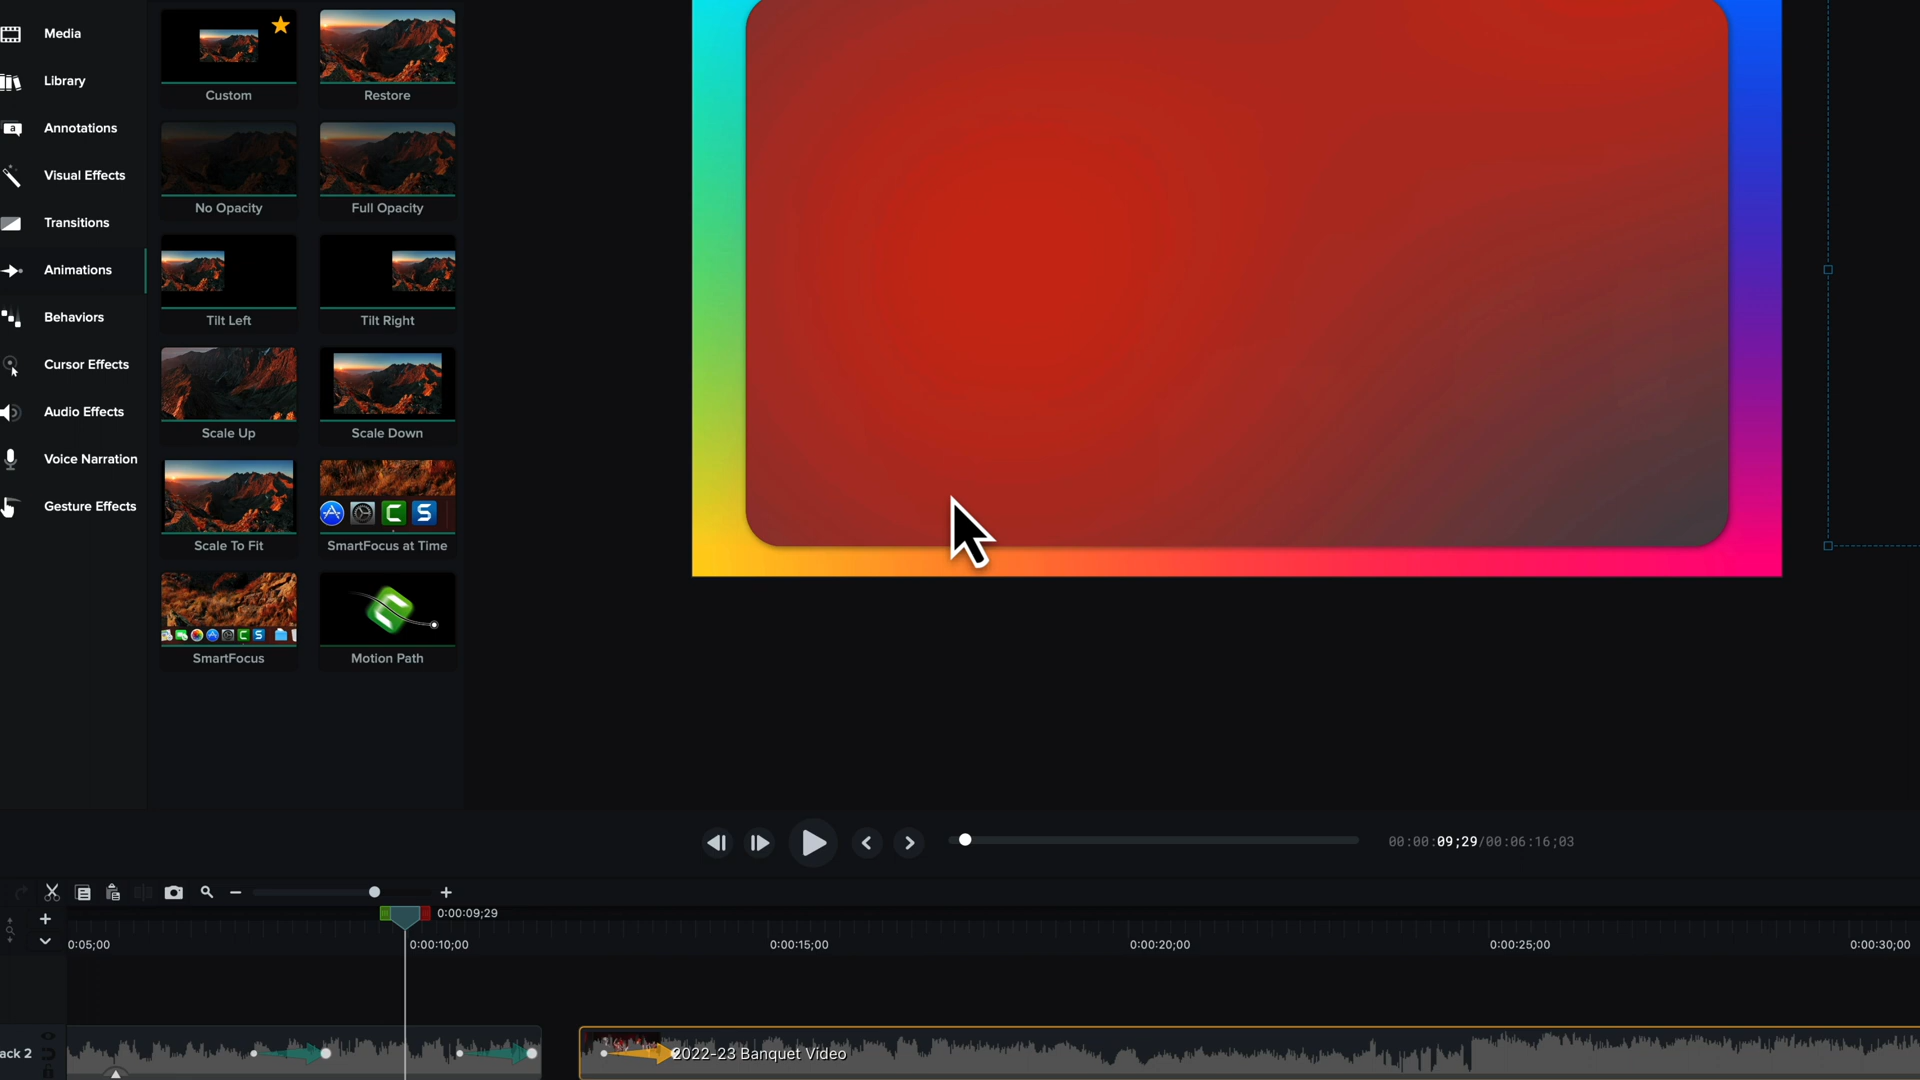 Media
Library
Annotations
Visual Effects
Transitions
Animations
Behaviors
Cursor Effects
Audio Effects
Voice Narration
Gesture Effects
Custom
Restore
No Opacity
Full Opacity
Tilt Left
Tilt Right
Scale Up
Scale Down
Scale To Fit
SmartFocus at Time
SmartFocus
Motion Path
00:00:09;29/00:06:16;03
0:00:09;29
0:05;00
0:00:10;00
0:00:15;00
0:00:20;00
0:00:25;00
0:00:30;00
ack 2
2022-23 Banquet Video